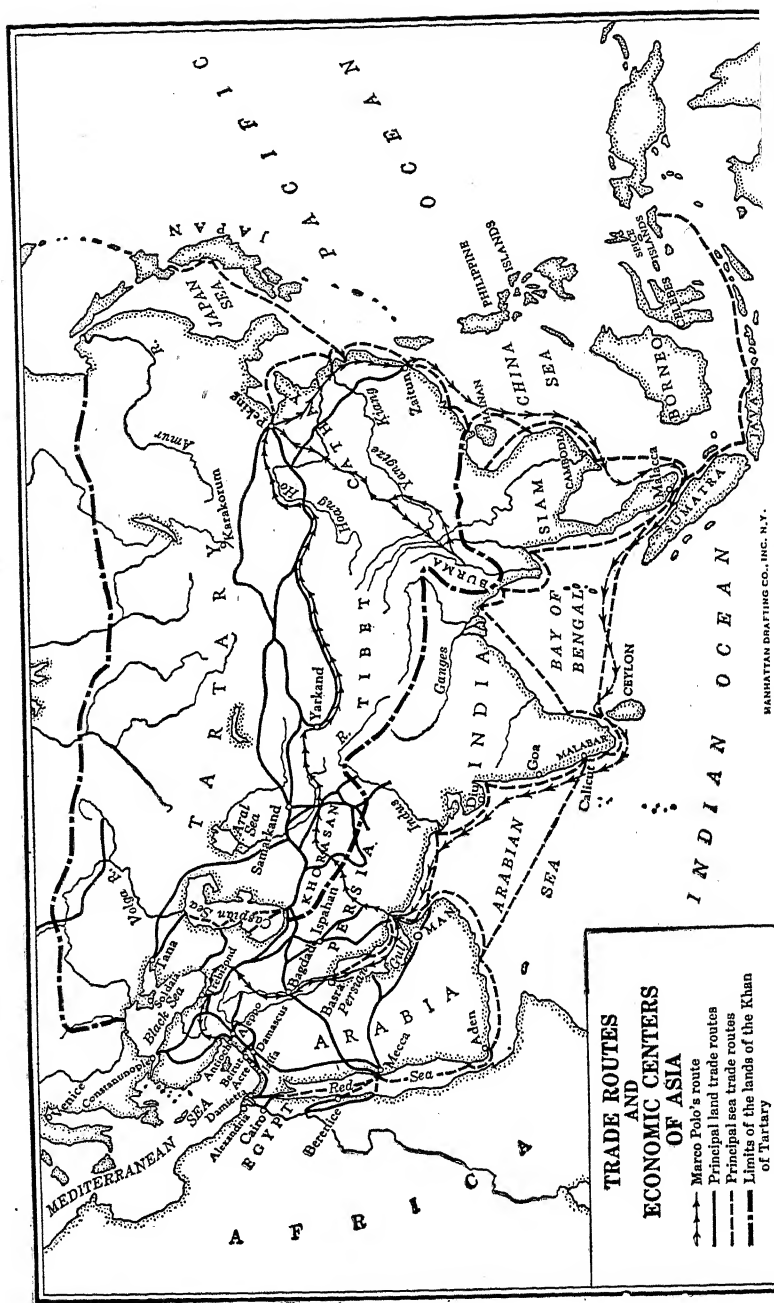 PACIFIC
OCEAN
JAPAN
JAPAN
SEA
PHILIPPINE
ISLANDS
SPICE
ISLANDS
CELEBES
BORNEO
JAVA
CHINA
SEA
HAINAN
Zatun
Peking
CATHAY
Yangtze Kiang
Hoang Ho
Amur R.
Karakorum
TARTARY
Yarkand
TIBET
BURMA
SIAM
Malacca
SUMATRA
BAY OF
BENGAL
CEYLON
INDIAN OCEAN
INDIA
Ganges
Indus R.
Goa
MALABAR
Calicut
Diu
ARABIAN
SEA
Aral
Sea
Samarkand
KHORASAN
PERSIA
Ispahan
Caspian Sea
Volga R.
Tana
Soldaia
Black Sea
Trebizond
Bagdad
Basra
Persian Gulf
OMAN
ARABIA
Mecca
Aden
Red Sea
Aleppo
Damascus
Antioch
Acre
Jaffa
Damietta
Alexandria
Cairo
EGYPT
Berenice
Constantinople
Venice
MEDITERRANEAN SEA
AFRICA
TRADE ROUTES
AND
ECONOMIC CENTERS
OF ASIA
Marco Polo's route
Principal land trade routes
Principal sea trade routes
Limits of the lands of the Khan
of Tartary
MANHATTAN DRAFTING CO., INC. N.Y.